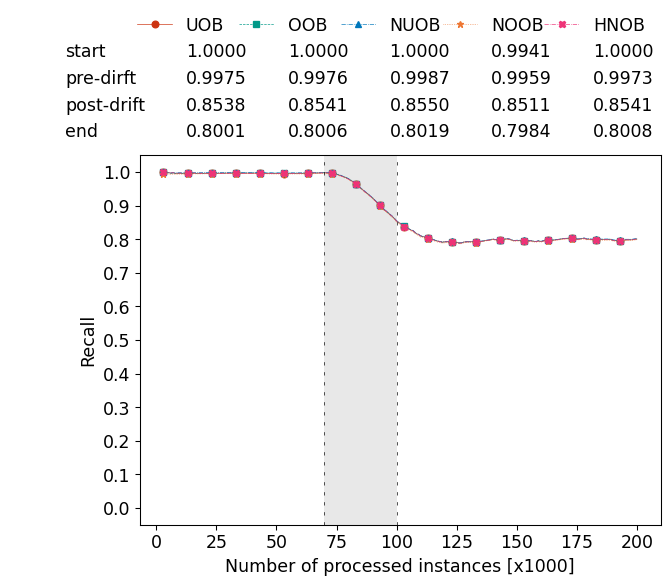 UOB OOB NUOB NOOB HNOB
start 1.0000 1.0000 1.0000 0.9941 1.0000
pre-dirft 0.9975 0.9976 0.9987 0.9959 0.9973
post-drift 0.8538 0.8541 0.8550 0.8511 0.8541
end 0.8001 0.8006 0.8019 0.7984 0.8008
1.0
0.9
0.8
0.7
0.6
0.5
0.4
0.3
0.2
0.1
0.0
Recall
0 25 50 75 100 125 150 175 200
Number of processed instances [x1000]